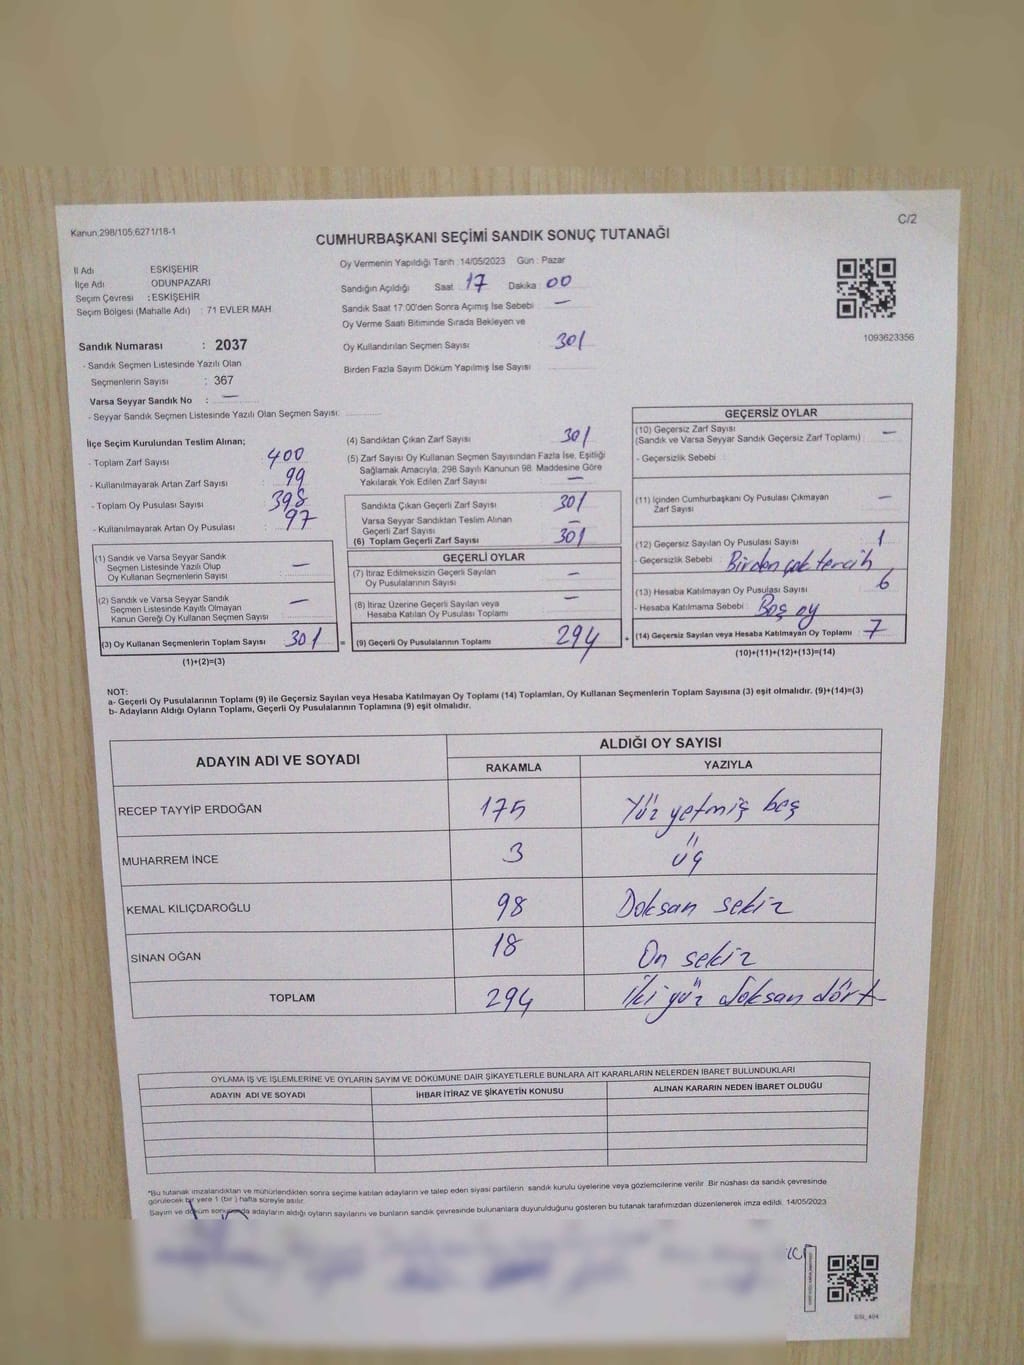 Kanun;298/105;6271/18-1
C/2
CUMHURBAŞKANI SEÇİMİ SANDIK SONUÇ TUTANAĞI
İl Adı ESKİŞEHİR
İlçe Adı ODUNPAZARI
Seçim Çevresi : ESKİŞEHİR
Seçim Bölgesi (Mahalle Adı) : 71 EVLER MAH
Oy Vermenin Yapıldığı Tarih : 14/05/2023 Gün : Pazar
Sandığın Açıldığı Saat : 17 Dakika : 00
Sandık Saat 17.00'den Sonra Açımış İse Sebebi : —
Oy Verme Saati Bitiminde Sırada Bekleyen ve
Oy Kullandırılan Seçmen Sayısı 301
Birden Fazla Sayım Döküm Yapılmış İse Sayısı
1093623356
Sandık Numarası : 2037
- Sandık Seçmen Listesinde Yazılı Olan
Seçmenlerin Sayısı : 367
Varsa Seyyar Sandık No : —
- Seyyar Sandık Seçmen Listesinde Yazılı Olan Seçmen Sayısı:
İlçe Seçim Kurulundan Teslim Alınan;
- Toplam Zarf Sayısı : 400
- Kullanılmayarak Artan Zarf Sayısı : 99
- Toplam Oy Pusulası Sayısı : 398
- Kullanılmayarak Artan Oy Pusulası : 97
(1) Sandık ve Varsa Seyyar Sandık
Seçmen Listesinde Yazılı Olup
Oy Kullanan Seçmenlerin Sayısı —
(2) Sandık ve Varsa Seyyar Sandık
Seçmen Listesinde Kayıtlı Olmayan
Kanun Gereği Oy Kullanan Seçmen Sayısı —
(3) Oy Kullanan Seçmenlerin Toplam Sayısı 301 =
(1)+(2)=(3)
(4) Sandıktan Çıkan Zarf Sayısı 301
(5) Zarf Sayısı Oy Kullanan Seçmen Sayısından Fazla İse, Eşitliği
Sağlamak Amacıyla, 298 Sayılı Kanunun 98. Maddesine Göre
Yakılarak Yok Edilen Zarf Sayısı —
Sandıkta Çıkan Geçerli Zarf Sayısı 301
Varsa Seyyar Sandıktan Teslim Alınan
Geçerli Zarf Sayısı —
(6) Toplam Geçerli Zarf Sayısı 301
GEÇERLİ OYLAR
(7) İtiraz Edilmeksizin Geçerli Sayılan
Oy Pusulalarının Sayısı —
(8) İtiraz Üzerine Geçerli Sayılan veya
Hesaba Katılan Oy Pusulası Toplamı —
(9) Geçerli Oy Pusulalarının Toplamı 294 +
GEÇERSİZ OYLAR
(10) Geçersiz Zarf Sayısı
(Sandık ve Varsa Seyyar Sandık Geçersiz Zarf Toplamı) —
- Geçersizlik Sebebi
(11) İçinden Cumhurbaşkanı Oy Pusulası Çıkmayan
Zarf Sayısı —
(12) Geçersiz Sayılan Oy Pusulası Sayısı 1
- Geçersizlik Sebebi : Birden çok tercih
(13) Hesaba Katılmayan Oy Pusulası Sayısı 6
- Hesaba Katılmama Sebebi : Boş oy
(14) Geçersiz Sayılan veya Hesaba Katılmayan Oy Toplamı : 7
(10)+(11)+(12)+(13)=(14)
NOT:
a- Geçerli Oy Pusulalarının Toplamı (9) ile Geçersiz Sayılan veya Hesaba Katılmayan Oy Toplamı (14) Toplamları, Oy Kullanan Seçmenlerin Toplam Sayısına (3) eşit olmalıdır. (9)+(14)=(3)
b- Adayların Aldığı Oyların Toplamı, Geçerli Oy Pusulalarının Toplamına (9) eşit olmalıdır.
ADAYIN ADI VE SOYADI
ALDIĞI OY SAYISI
RAKAMLA YAZIYLA
RECEP TAYYİP ERDOĞAN 175 Yüz yetmiş beş
MUHARREM İNCE 3 üç
KEMAL KILIÇDAROĞLU 98 Doksan sekiz
SİNAN OĞAN 18 On sekiz
TOPLAM 294 İki yüz doksan dört
OYLAMA İŞ VE İŞLEMLERİNE VE OYLARIN SAYIM VE DÖKÜMÜNE DAİR ŞİKAYETLERLE BUNLARA AİT KARARLARIN NELERDEN İBARET BULUNDUKLARI
ADAYIN ADI VE SOYADI İHBAR İTİRAZ VE ŞİKAYETİN KONUSU ALINAN KARARIN NEDEN İBARET OLDUĞU
*Bu tutanak imzalandıktan ve mühürlendikten sonra seçime katılan adayların ve talep eden siyasi partilerin sandık kurulu üyelerine veya gözlemcilerine verilir. Bir nüshası da sandık çevresinde
görülecek bir yere 1 (bir) hafta süreyle asılır.
Sayım ve döküm sonucunda adayların aldığı oyların sayılarını ve bunların sandık çevresinde bulunanlara duyurulduğunu gösteren bu tutanak tarafımızdan düzenlenerek imza edildi. 14/05/2023